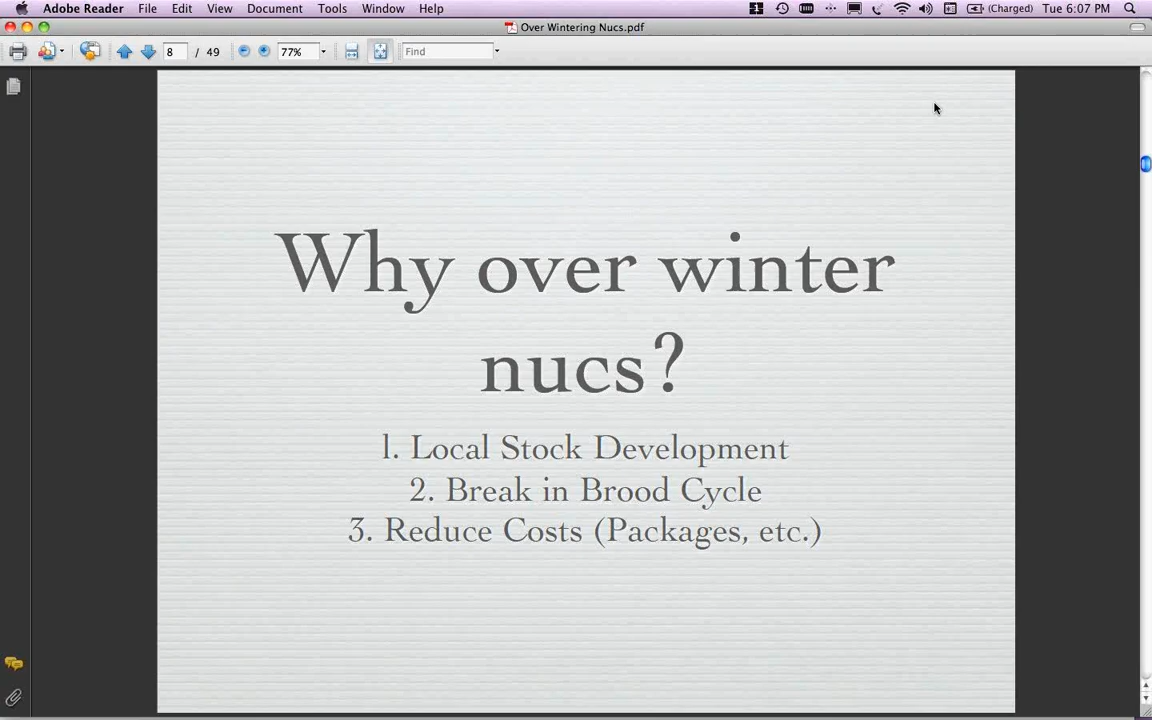 Adobe Reader File Edit View Document Tools Window Help (Charged) Tue 6:07 PM
Over Wintering Nucs.pdf
8 / 49 77% Find
Why over winter
nucs?
1. Local Stock Development
2. Break in Brood Cycle
3. Reduce Costs (Packages, etc.)